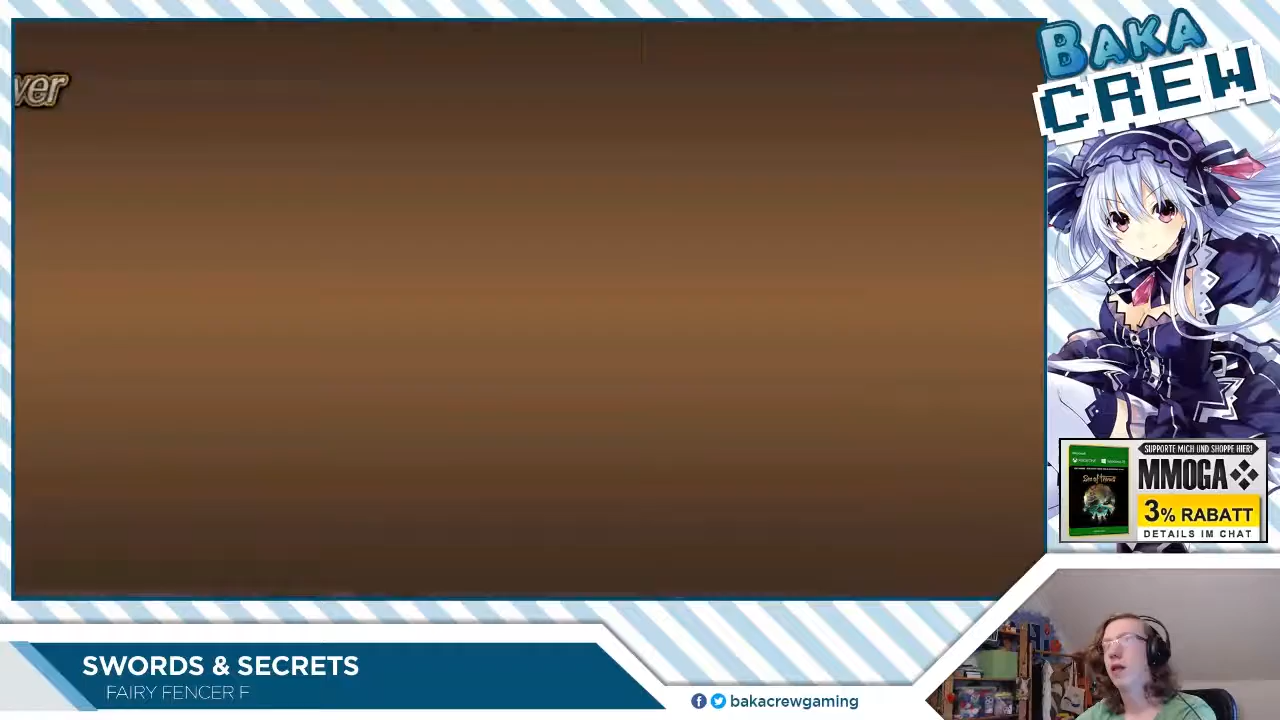 BAKA
CREW
ver
SUPPORTE MICH UND SHOPPE HIER!
MMOGA
3% RABATT
DETAILS IM CHAT
SWORDS & SECRETS
FAIRY FENCER F
bakacrewgaming